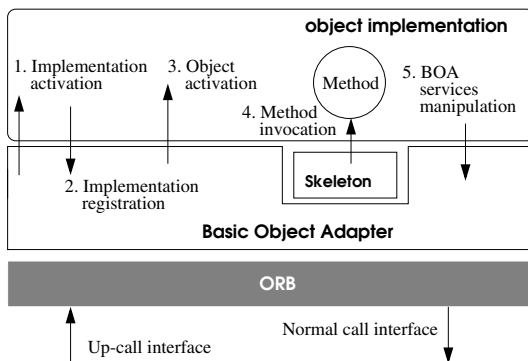 object implementation
1. Implementation
activation
3. Object
activation
Method
4. Method
invocation
5. BOA
services
manipulation
2. Implementation
registration
Skeleton
Basic Object Adapter
ORB
Up-call interface
Normal call interface